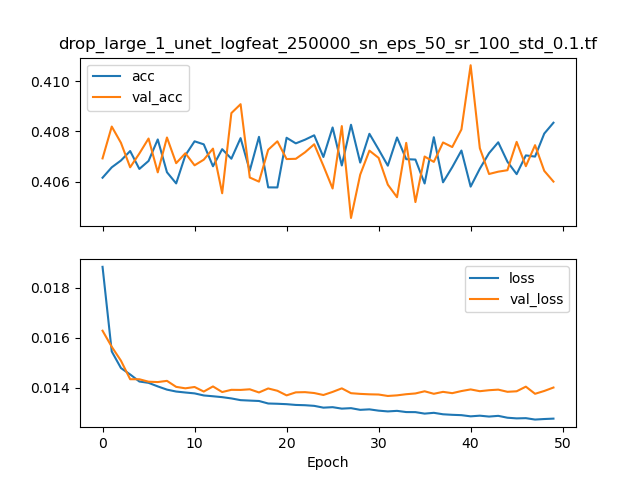 drop_large_1_unet_logfeat_250000_sn_eps_50_sr_100_std_0.1.tf
acc
val_acc
0.410
0.408
0.406
loss
val_loss
0.018
0.016
0.014
0 10 20 30 40 50
Epoch